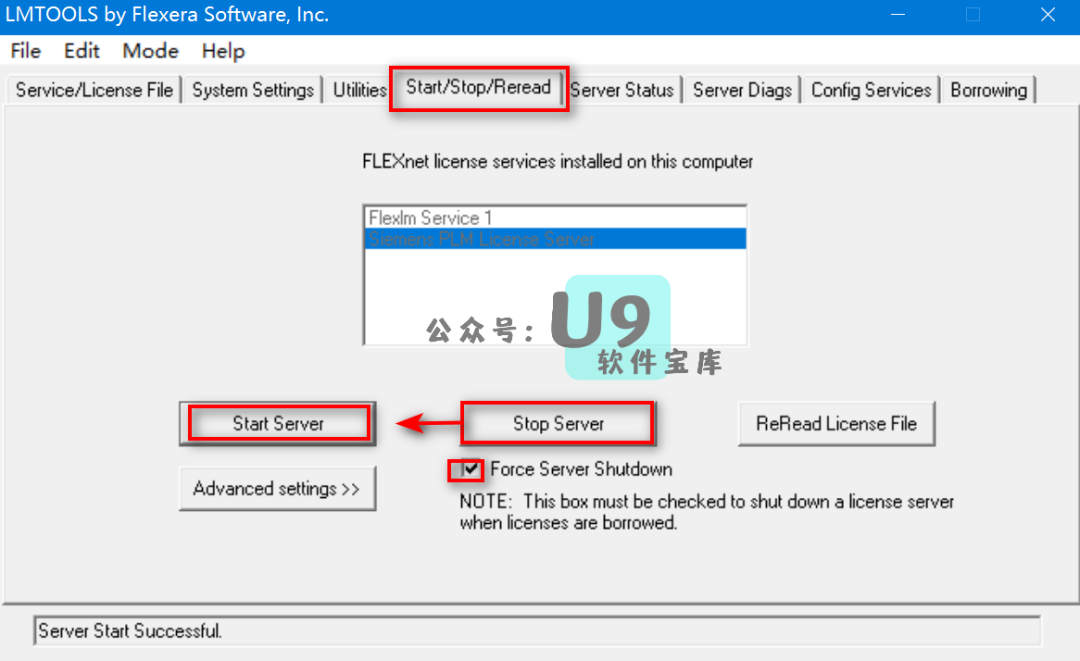 LMTOOLS by Flexera Software, Inc.
File Edit Mode Help
Service/License File System Settings Utilities Start/Stop/Reread Server Status Server Diags Config Services Borrowing
FLEXnet license services installed on this computer
Flexlm Service 1
Siemens PLM License Server
公众号: U9
软件宝库
Start Server Stop Server ReRead License File
Force Server Shutdown
Advanced settings >>
NOTE: This box must be checked to shut down a license server
when licenses are borrowed.
Server Start Successful.